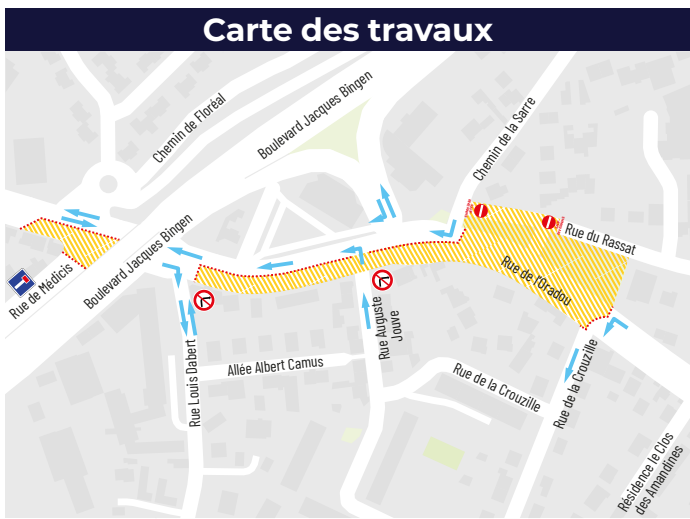 Carte des travaux
Chemin de Floréal
Boulevard Jacques Bingen
Chemin de la Sarre
Rue du Rassat
Rue de l'Oradou
Boulevard Jacques Bingen
Rue de Médicis
Rue Auguste
Jouve
Allée Albert Camus
Rue Louis Dabert
Rue de la Crouzille
Rue de la Crouzille
Résidence le Clos
des Amandines